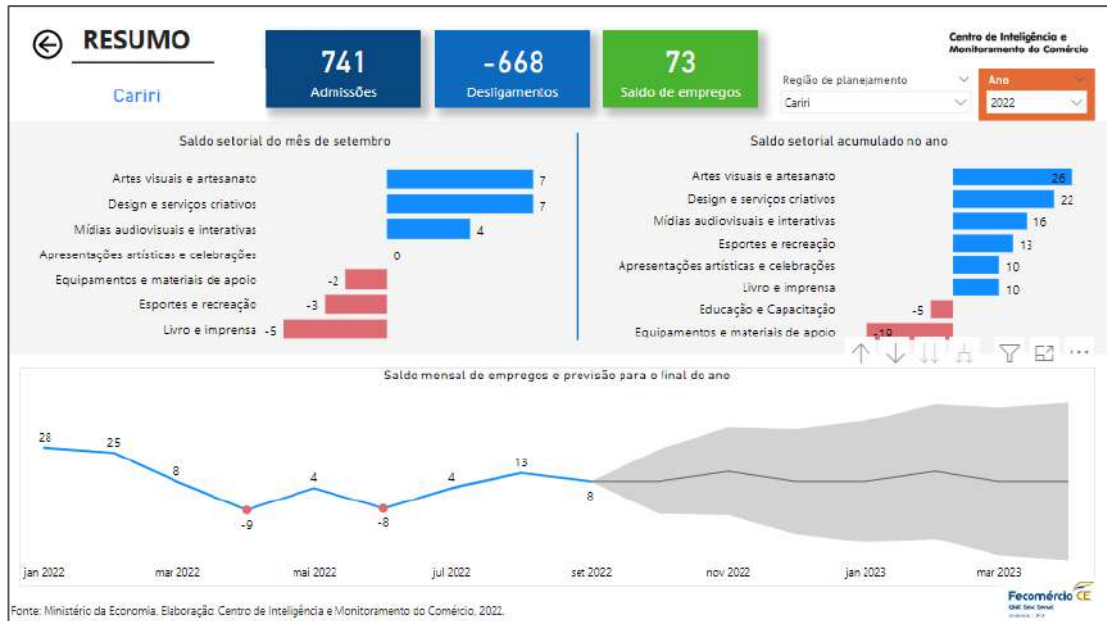 RESUMO
Cariri
741
Admissões
-668
Desligamentos
73
Saldo de empregos
Centro de Inteligência e
Monitoramento do Comércio
Região de planejamento
Cariri
Ano
2022
Saldo setorial do mês de setembro
Artes visuais e artesanato 7
Design e serviços criativos 7
Mídias audiovisuais e interativas 4
Apresentações artísticas e celebrações 0
Equipamentos e materiais de apoio -2
Esportes e recreação -3
Livro e imprensa -5
Saldo setorial acumulado no ano
Artes visuais e artesanato 26
Design e serviços criativos 22
Mídias audiovisuais e interativas 16
Esportes e recreação 13
Apresentações artísticas e celebrações 10
Livro e imprensa 10
Educação e Capacitação -5
Equipamentos e materiais de apoio -19
Saldo mensal de empregos e previsão para o final do ano
28 25 8 -9 4 -8 4 13 8
jan 2022 mar 2022 mai 2022 jul 2022 set 2022 nov 2022 jan 2023 mar 2023
Fonte: Ministério da Economia. Elaboração: Centro de Inteligência e Monitoramento do Comércio, 2022.
Fecomércio CE